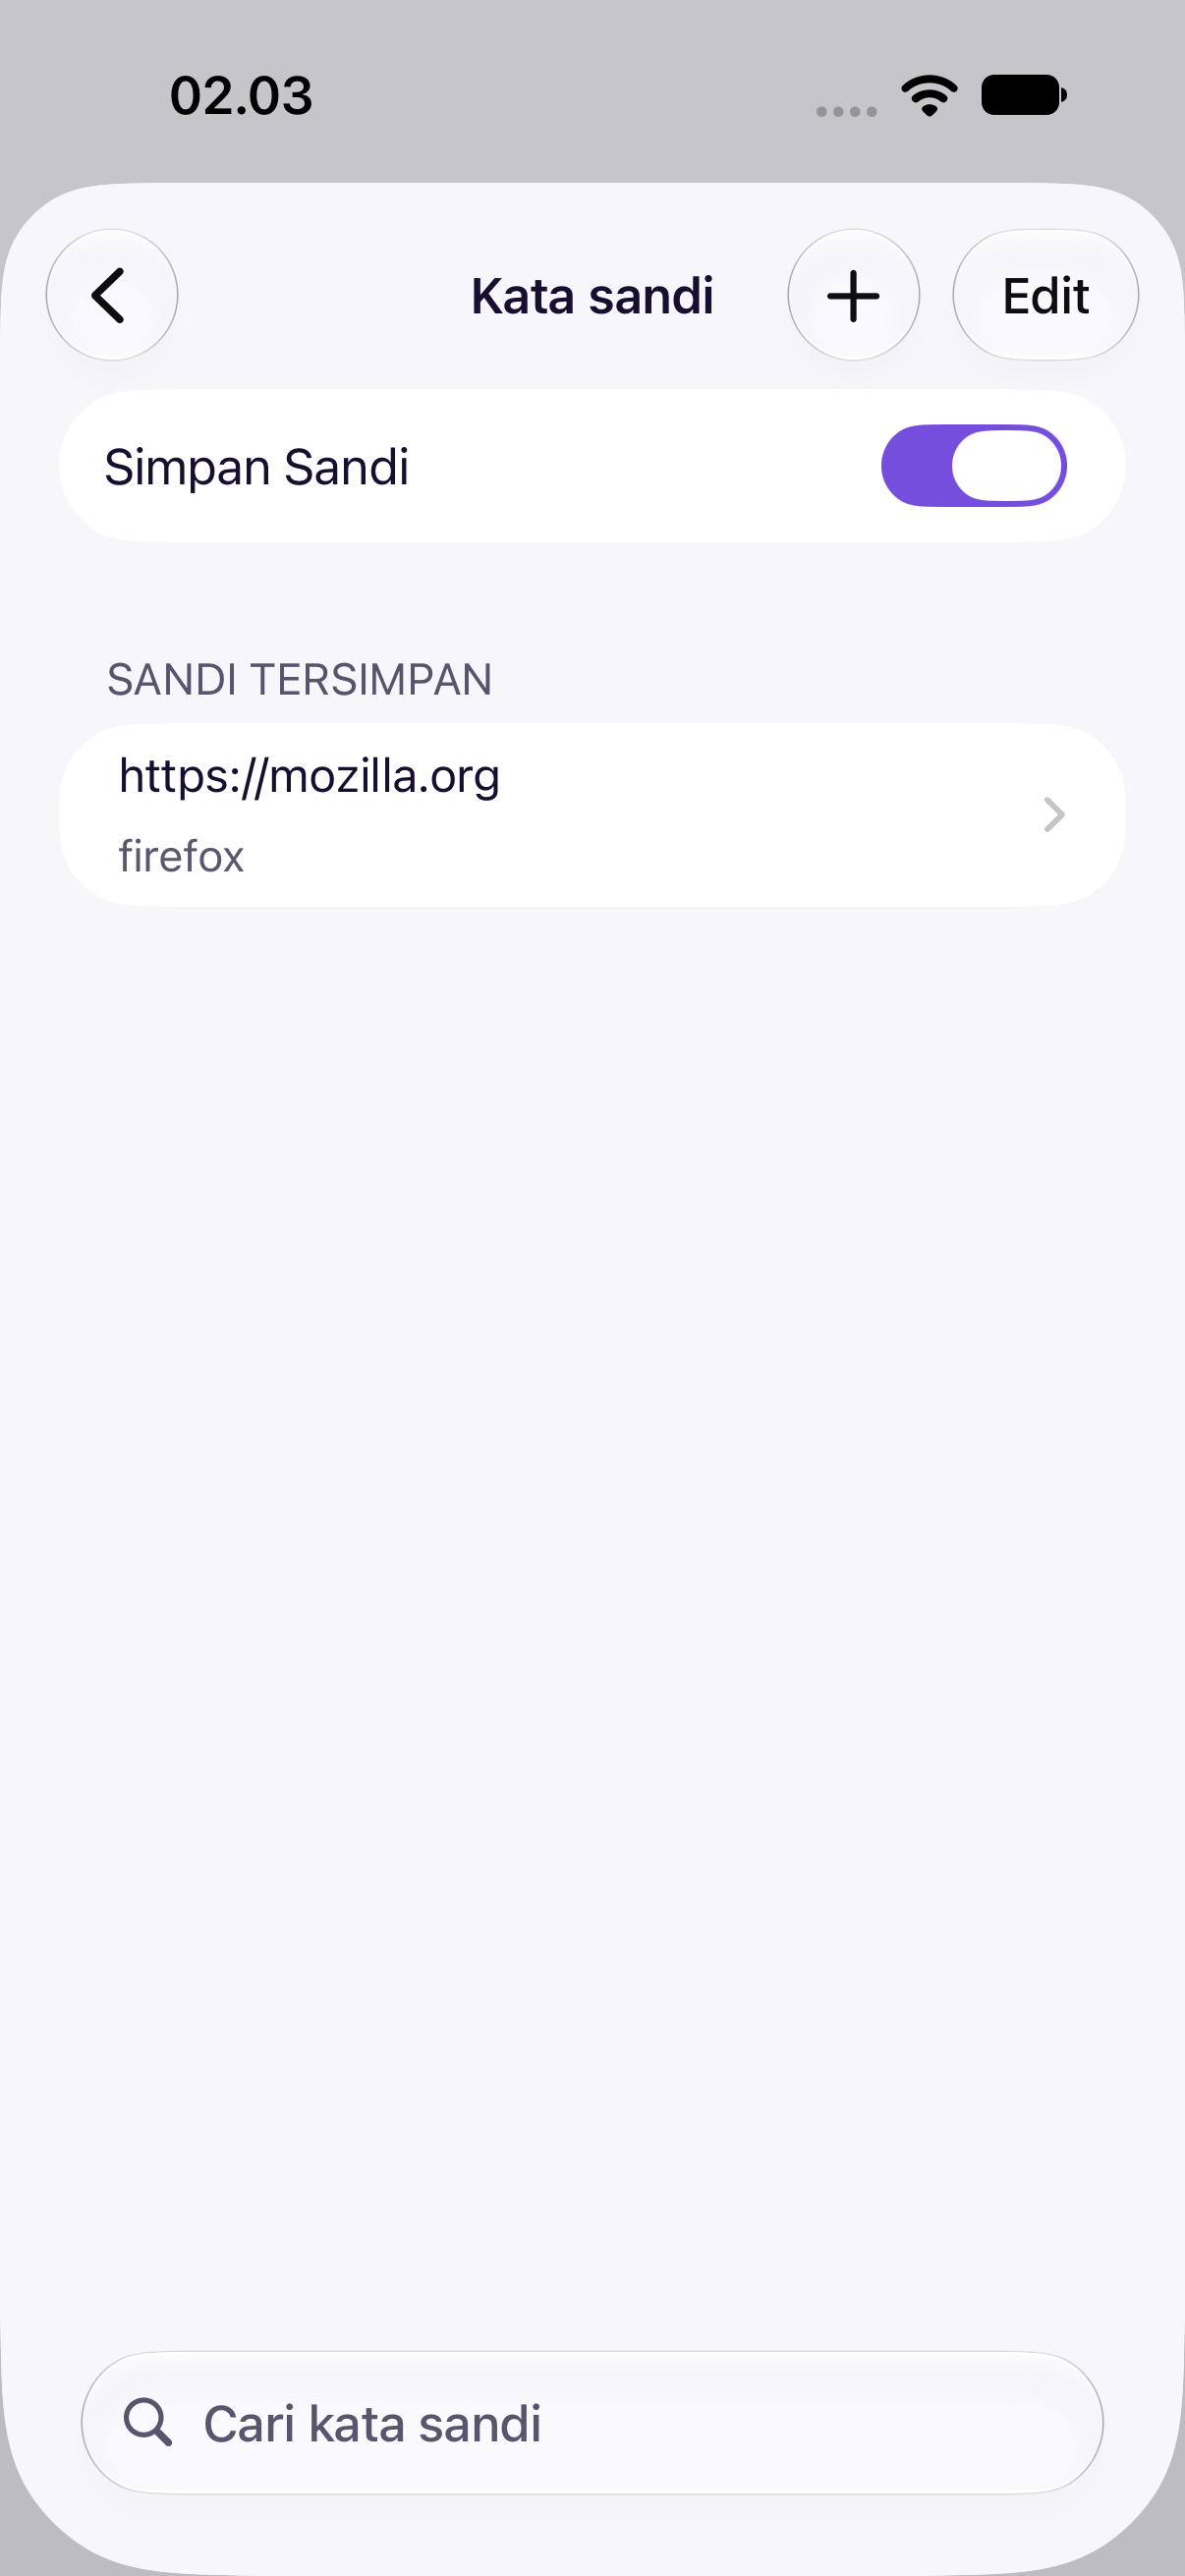 02.03
Kata sandi
Edit
Simpan Sandi
SANDI TERSIMPAN
https://mozilla.org
firefox
Cari kata sandi